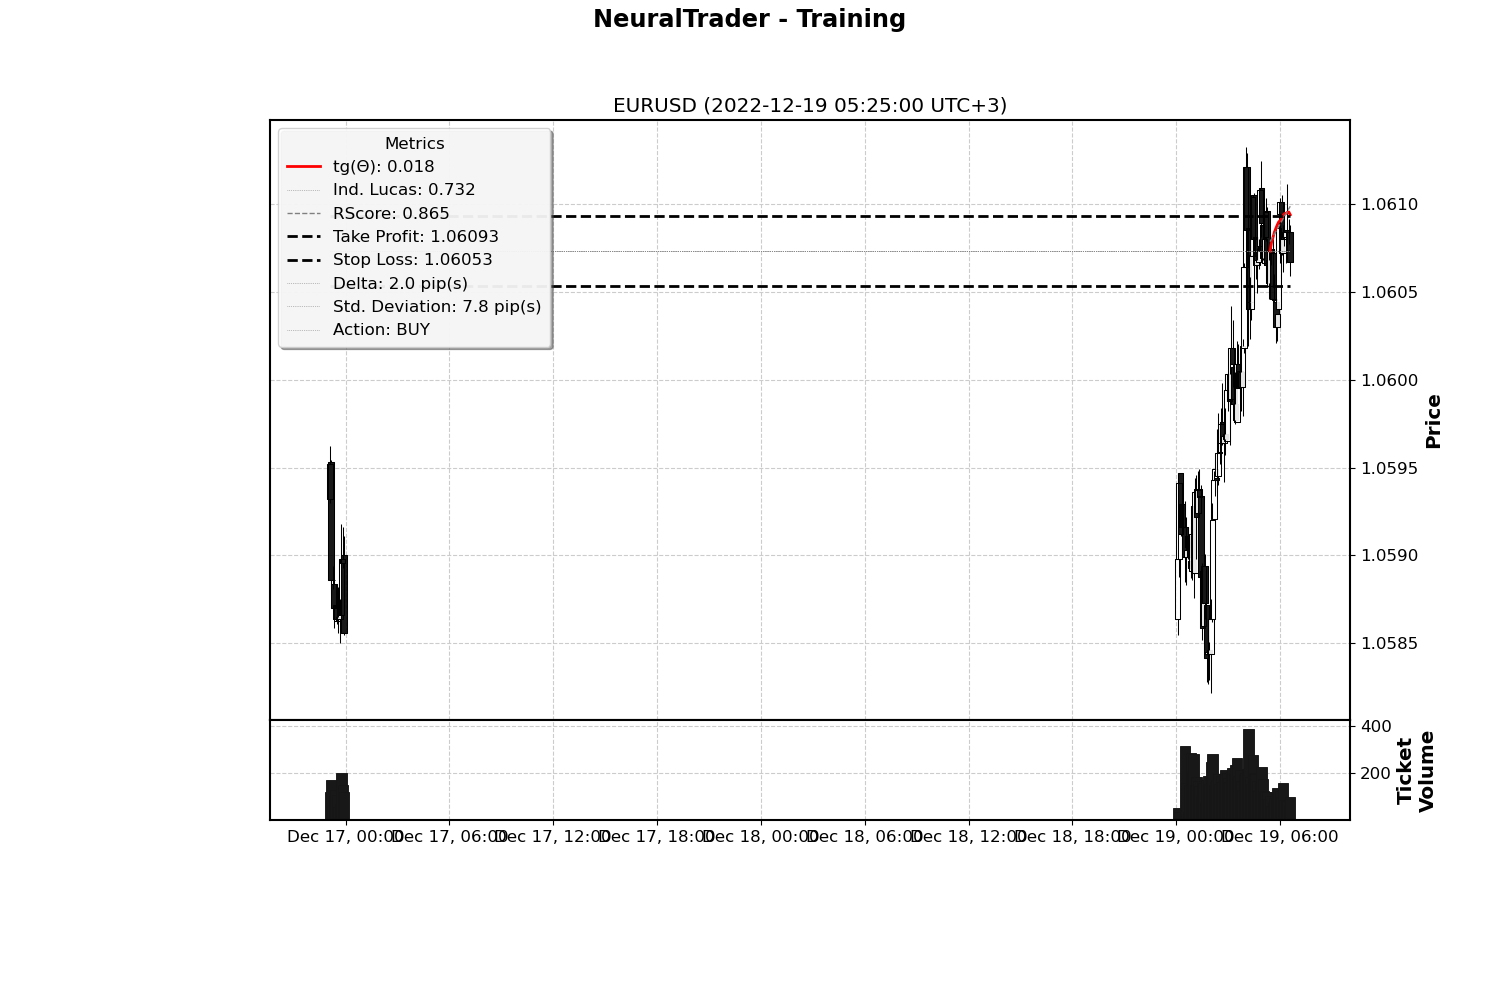 NeuralTrader - Training
EURUSD (2022-12-19 05:25:00 UTC+3)
Metrics
tg(Θ): 0.018
Ind. Lucas: 0.732
RScore: 0.865
Take Profit: 1.06093
Stop Loss: 1.06053
Delta: 2.0 pip(s)
Std. Deviation: 7.8 pip(s)
Action: BUY
1.0610
1.0605
1.0600
1.0595
1.0590
1.0585
Price
400
200
Ticket
Volume
Dec 17, 00:00 Dec 17, 06:00 Dec 17, 12:00 Dec 17, 18:00 Dec 18, 00:00 Dec 18, 06:00 Dec 18, 12:00 Dec 18, 18:00 Dec 19, 00:00 Dec 19, 06:00